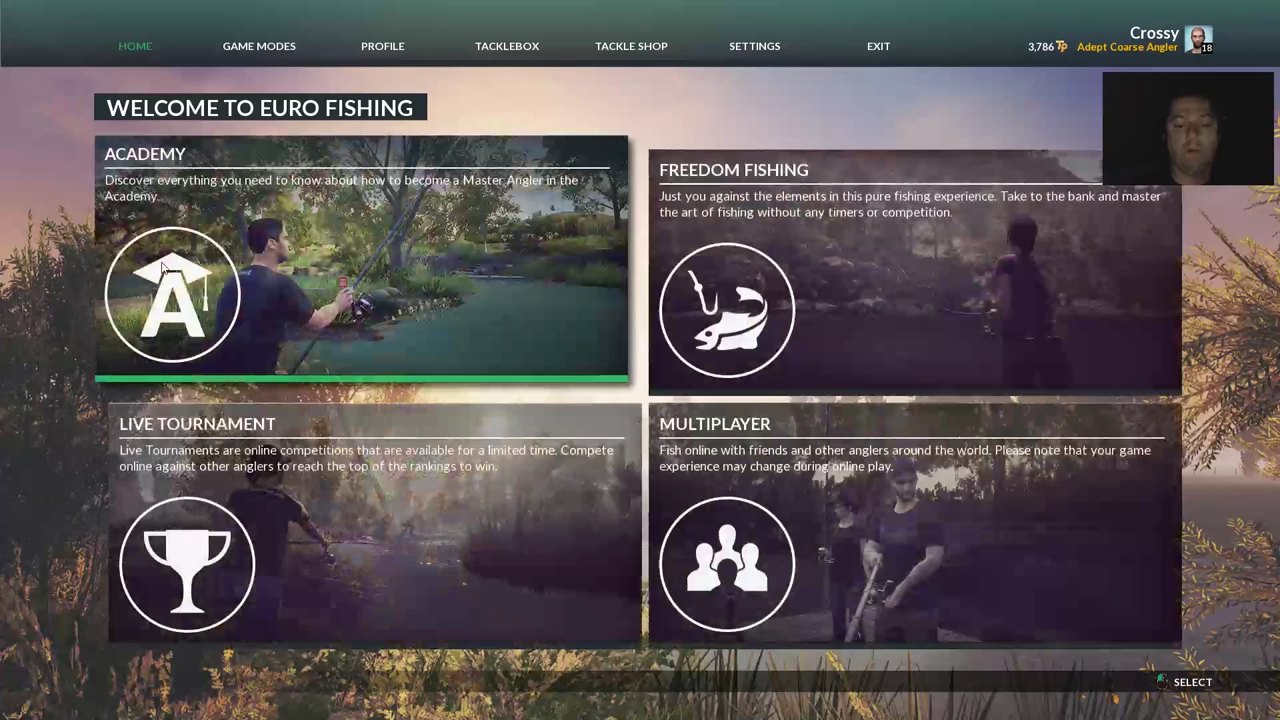 HOME GAME MODES PROFILE TACKLEBOX TACKLE SHOP SETTINGS EXIT
Crossy
3,786 TP Adept Coarse Angler 18
WELCOME TO EURO FISHING
ACADEMY
Discover everything you need to know about how to become a Master Angler in the
Academy.
A
FREEDOM FISHING
Just you against the elements in this pure fishing experience. Take to the bank and master
the art of fishing without any timers or competition.
LIVE TOURNAMENT
Live Tournaments are online competitions that are available for a limited time. Compete
online against other anglers to reach the top of the rankings to win.
MULTIPLAYER
Fish online with friends and other anglers around the world. Please note that your game
experience may change during online play.
SELECT